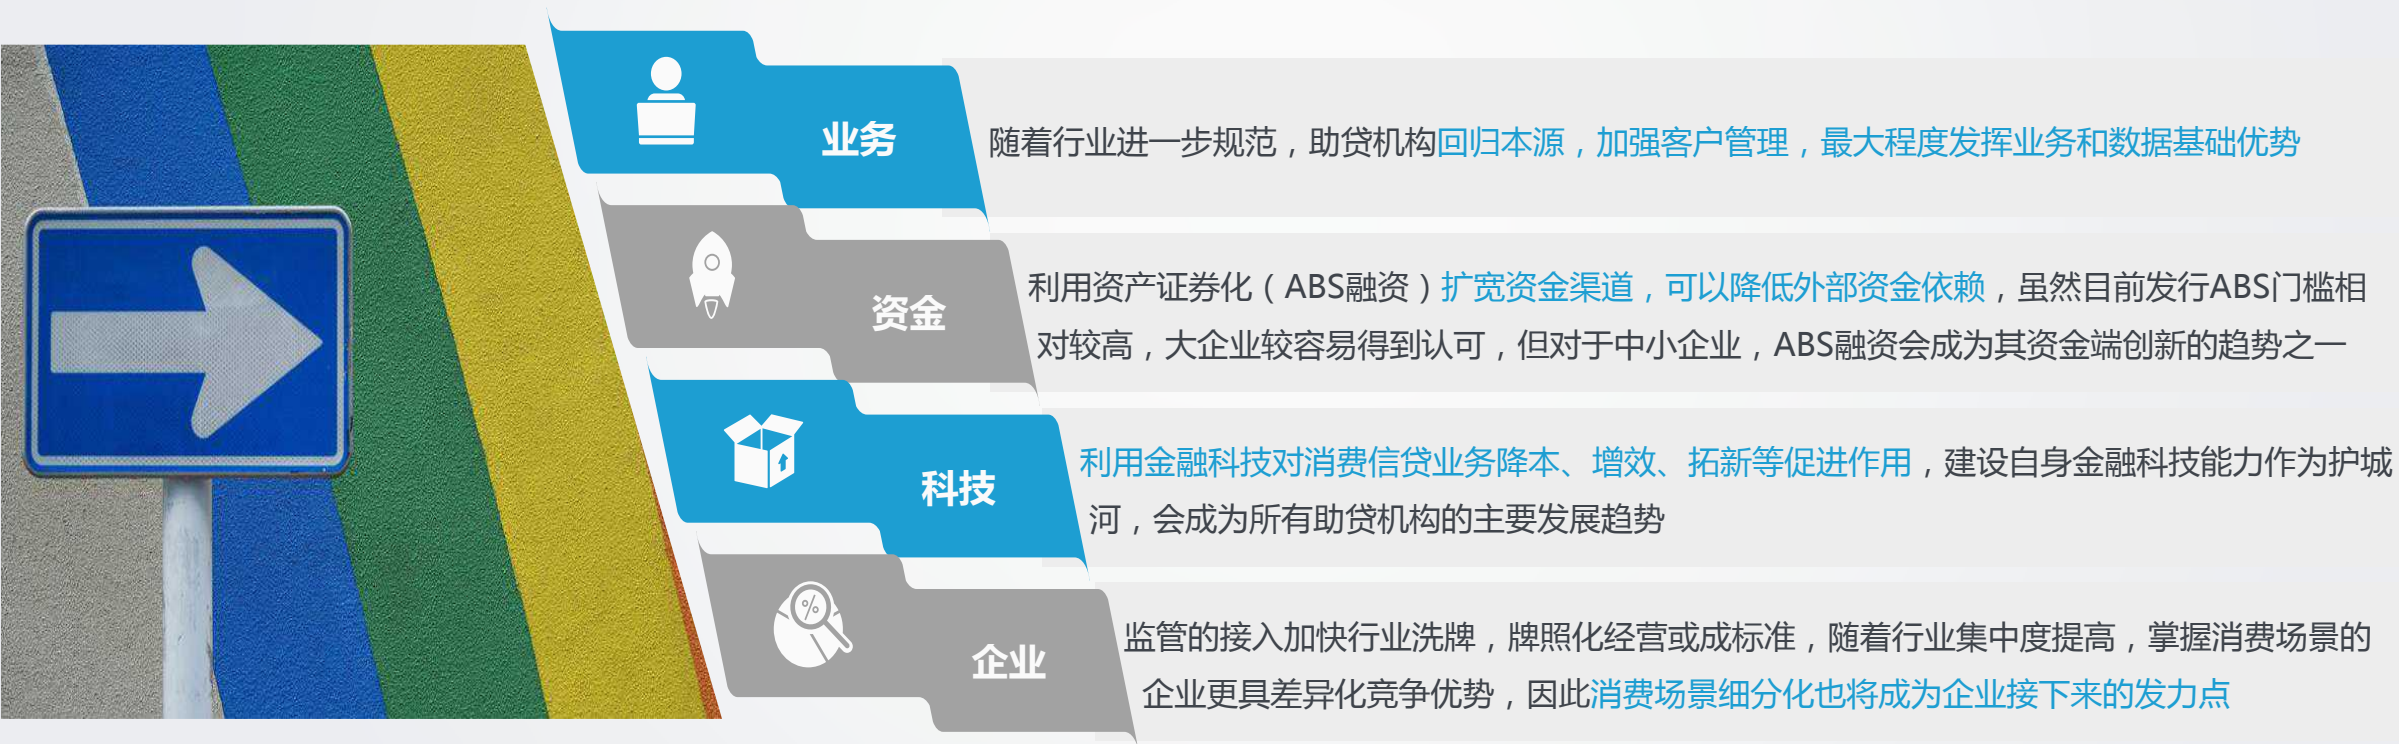 业务
随着行业进一步规范，助贷机构回归本源，加强客户管理，最大程度发挥业务和数据基础优势
资金
利用资产证券化（ABS融资）扩宽资金渠道，可以降低外部资金依赖，虽然目前发行ABS门槛相
对较高，大企业较容易得到认可，但对于中小企业，ABS融资会成为其资金端创新的趋势之一
科技
利用金融科技对消费信贷业务降本、增效、拓新等促进作用，建设自身金融科技能力作为护城
河，会成为所有助贷机构的主要发展趋势
%
企业
监管的接入加快行业洗牌，牌照化经营或成标准，随着行业集中度提高，掌握消费场景的
企业更具差异化竞争优势，因此消费场景细分化也将成为企业接下来的发力点